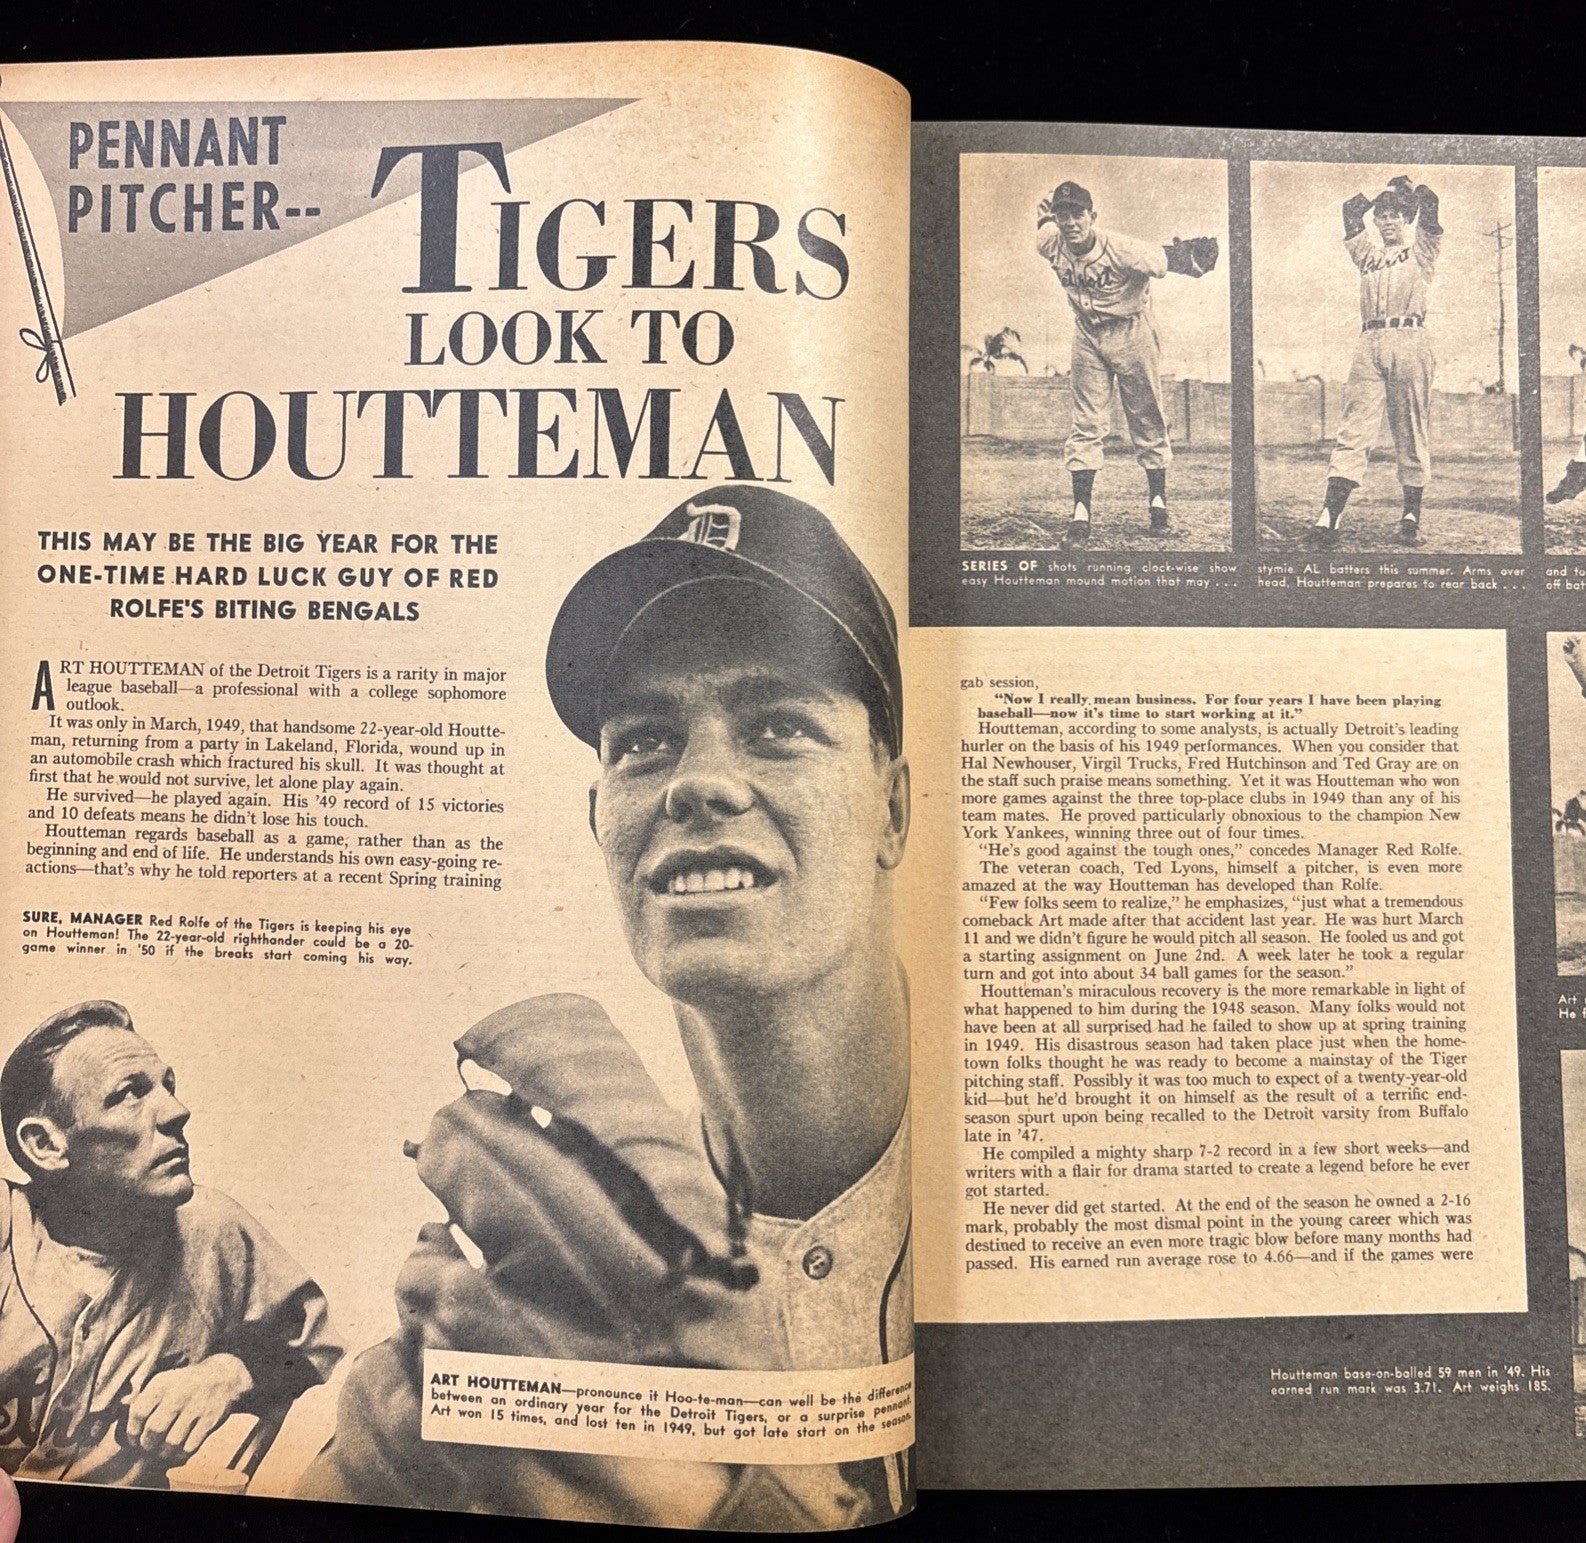 PENNANT
PITCHER--
TIGERS
LOOK TO
HOUTTEMAN
THIS MAY BE THE BIG YEAR FOR THE
ONE-TIME HARD LUCK GUY OF RED
ROLFE'S BITING BENGALS
ART HOUTTEMAN of the Detroit Tigers is a rarity in major
league baseball—a professional with a college sophomore
outlook.
It was only in March, 1949, that handsome 22-year-old Houtte-
man, returning from a party in Lakeland, Florida, wound up in
an automobile crash which fractured his skull. It was thought at
first that he would not survive, let alone play again.
He survived—he played again. His '49 record of 15 victories
and 10 defeats means he didn't lose his touch.
Houtteman regards baseball as a game, rather than as the
beginning and end of life. He understands his own easy-going re-
actions—that's why he told reporters at a recent Spring training
SURE, MANAGER Red Rolfe of the Tigers is keeping his eye
on Houtteman! The 22-year-old righthander could be a 20-
game winner in '50 if the breaks start coming his way.
D
ART HOUTTEMAN—pronounce it Hoo-te-man—can well be the difference
between an ordinary year for the Detroit Tigers, or a surprise pennant.
Art won 15 times, and lost ten in 1949, but got late start on the season.
SERIES OF shots running clock-wise show
easy Houtteman mound motion that may . . .
stymie AL batters this summer. Arms over
head, Houtteman prepares to rear back . . .
and
off
gab session,
"Now I really mean business. For four years I have been playing
baseball—now it's time to start working at it."
Houtteman, according to some analysts, is actually Detroit's leading
hurler on the basis of his 1949 performances. When you consider that
Hal Newhouser, Virgil Trucks, Fred Hutchinson and Ted Gray are on
the staff such praise means something. Yet it was Houtteman who won
more games against the three top-place clubs in 1949 than any of his
team mates. He proved particularly obnoxious to the champion New
York Yankees, winning three out of four times.
"He's good against the tough ones," concedes Manager Red Rolfe.
The veteran coach, Ted Lyons, himself a pitcher, is even more
amazed at the way Houtteman has developed than Rolfe.
"Few folks seem to realize," he emphasizes, "just what a tremendous
comeback Art made after that accident last year. He was hurt March
11 and we didn't figure he would pitch all season. He fooled us and got
a starting assignment on June 2nd. A week later he took a regular
turn and got into about 34 ball games for the season."
Houtteman's miraculous recovery is the more remarkable in light of
what happened to him during the 1948 season. Many folks would not
have been at all surprised had he failed to show up at spring training
in 1949. His disastrous season had taken place just when the home-
town folks thought he was ready to become a mainstay of the Tiger
pitching staff. Possibly it was too much to expect of a twenty-year-old
kid—but he'd brought it on himself as the result of a terrific end-
season spurt upon being recalled to the Detroit varsity from Buffalo
late in '47.
He compiled a mighty sharp 7-2 record in a few short weeks—and
writers with a flair for drama started to create a legend before he ever
got started.
He never did get started. At the end of the season he owned a 2-16
mark, probably the most dismal point in the young career which was
destined to receive an even more tragic blow before many months had
passed. His earned run average rose to 4.66—and if the games were
Art
He
Houtteman base-on-balled 59 men in '49. His
earned run mark was 3.71. Art weighs 185.